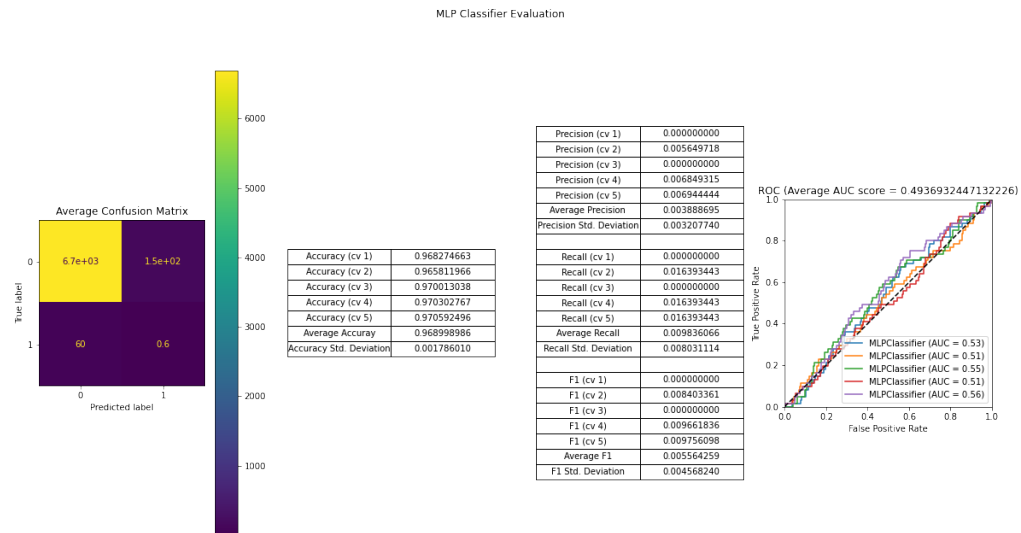 MLP Classifier Evaluation
Average Confusion Matrix
True label
0
1
6.7e+03 1.5e+02
60 0.6
0 1
Predicted label
6000
5000
4000
3000
2000
1000
Accuracy (cv 1) 0.968274663
Accuracy (cv 2) 0.965811966
Accuracy (cv 3) 0.970013038
Accuracy (cv 4) 0.970302767
Accuracy (cv 5) 0.970592496
Average Accuray 0.968998986
Accuracy Std. Deviation 0.001786010
Precision (cv 1) 0.000000000
Precision (cv 2) 0.005649718
Precision (cv 3) 0.000000000
Precision (cv 4) 0.006849315
Precision (cv 5) 0.006944444
Average Precision 0.003888695
Precision Std. Deviation 0.003207740
Recall (cv 1) 0.000000000
Recall (cv 2) 0.016393443
Recall (cv 3) 0.000000000
Recall (cv 4) 0.016393443
Recall (cv 5) 0.016393443
Average Recall 0.009836066
Recall Std. Deviation 0.008031114
F1 (cv 1) 0.000000000
F1 (cv 2) 0.008403361
F1 (cv 3) 0.000000000
F1 (cv 4) 0.009661836
F1 (cv 5) 0.009756098
Average F1 0.005564259
F1 Std. Deviation 0.004568240
ROC (Average AUC score = 0.4936932447132226)
True Positive Rate
1.0
0.8
0.6
0.4
0.2
0.0
MLPClassifier (AUC = 0.53)
MLPClassifier (AUC = 0.51)
MLPClassifier (AUC = 0.55)
MLPClassifier (AUC = 0.51)
MLPClassifier (AUC = 0.56)
0.0 0.2 0.4 0.6 0.8 1.0
False Positive Rate